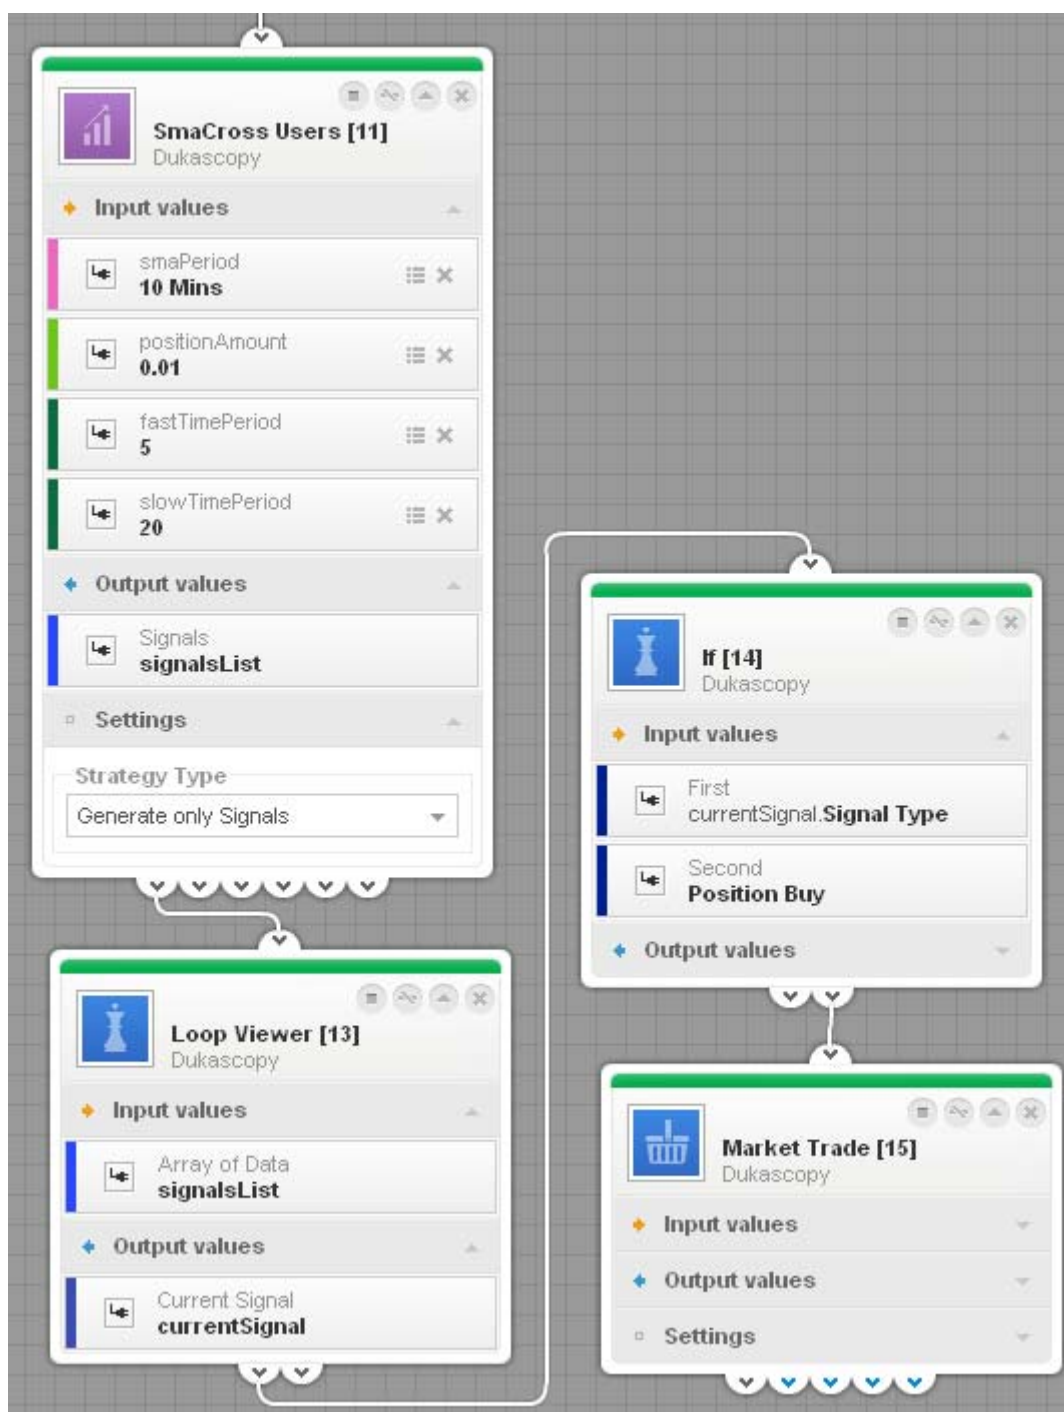 SmaCross Users [11]
Dukascopy
Input values
smaPeriod
10 Mins
positionAmount
0.01
fastTimePeriod
5
slowTimePeriod
20
Output values
Signals
signalsList
Settings
Strategy Type
Generate only Signals
Loop Viewer [13]
Dukascopy
Input values
Array of Data
signalsList
Output values
Current Signal
currentSignal
If [14]
Dukascopy
Input values
First
currentSignal.Signal Type
Second
Position Buy
Output values
Market Trade [15]
Dukascopy
Input values
Output values
Settings